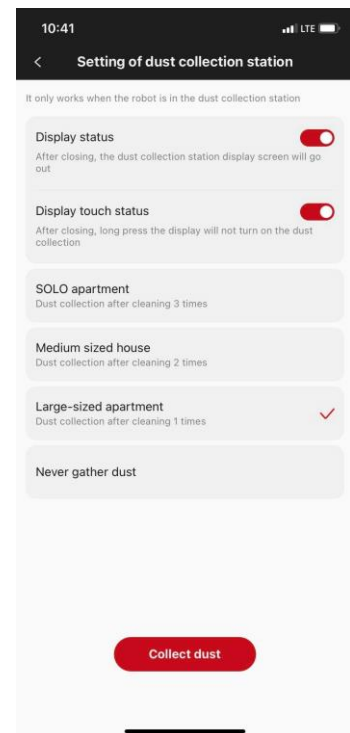 10:41
LTE
Setting of dust collection station
It only works when the robot is in the dust collection station
Display status
After closing, the dust collection station display screen will go
out
Display touch status
After closing, long press the display will not turn on the dust
collection
SOLO apartment
Dust collection after cleaning 3 times
Medium sized house
Dust collection after cleaning 2 times
Large-sized apartment
Dust collection after cleaning 1 times
Never gather dust
Collect dust